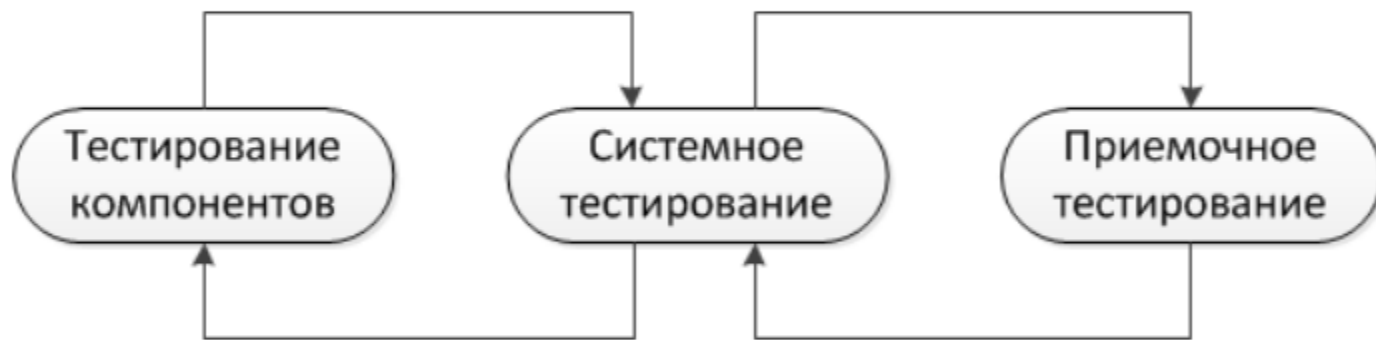 Тестирование
компонентов
Системное
тестирование
Приемочное
тестирование